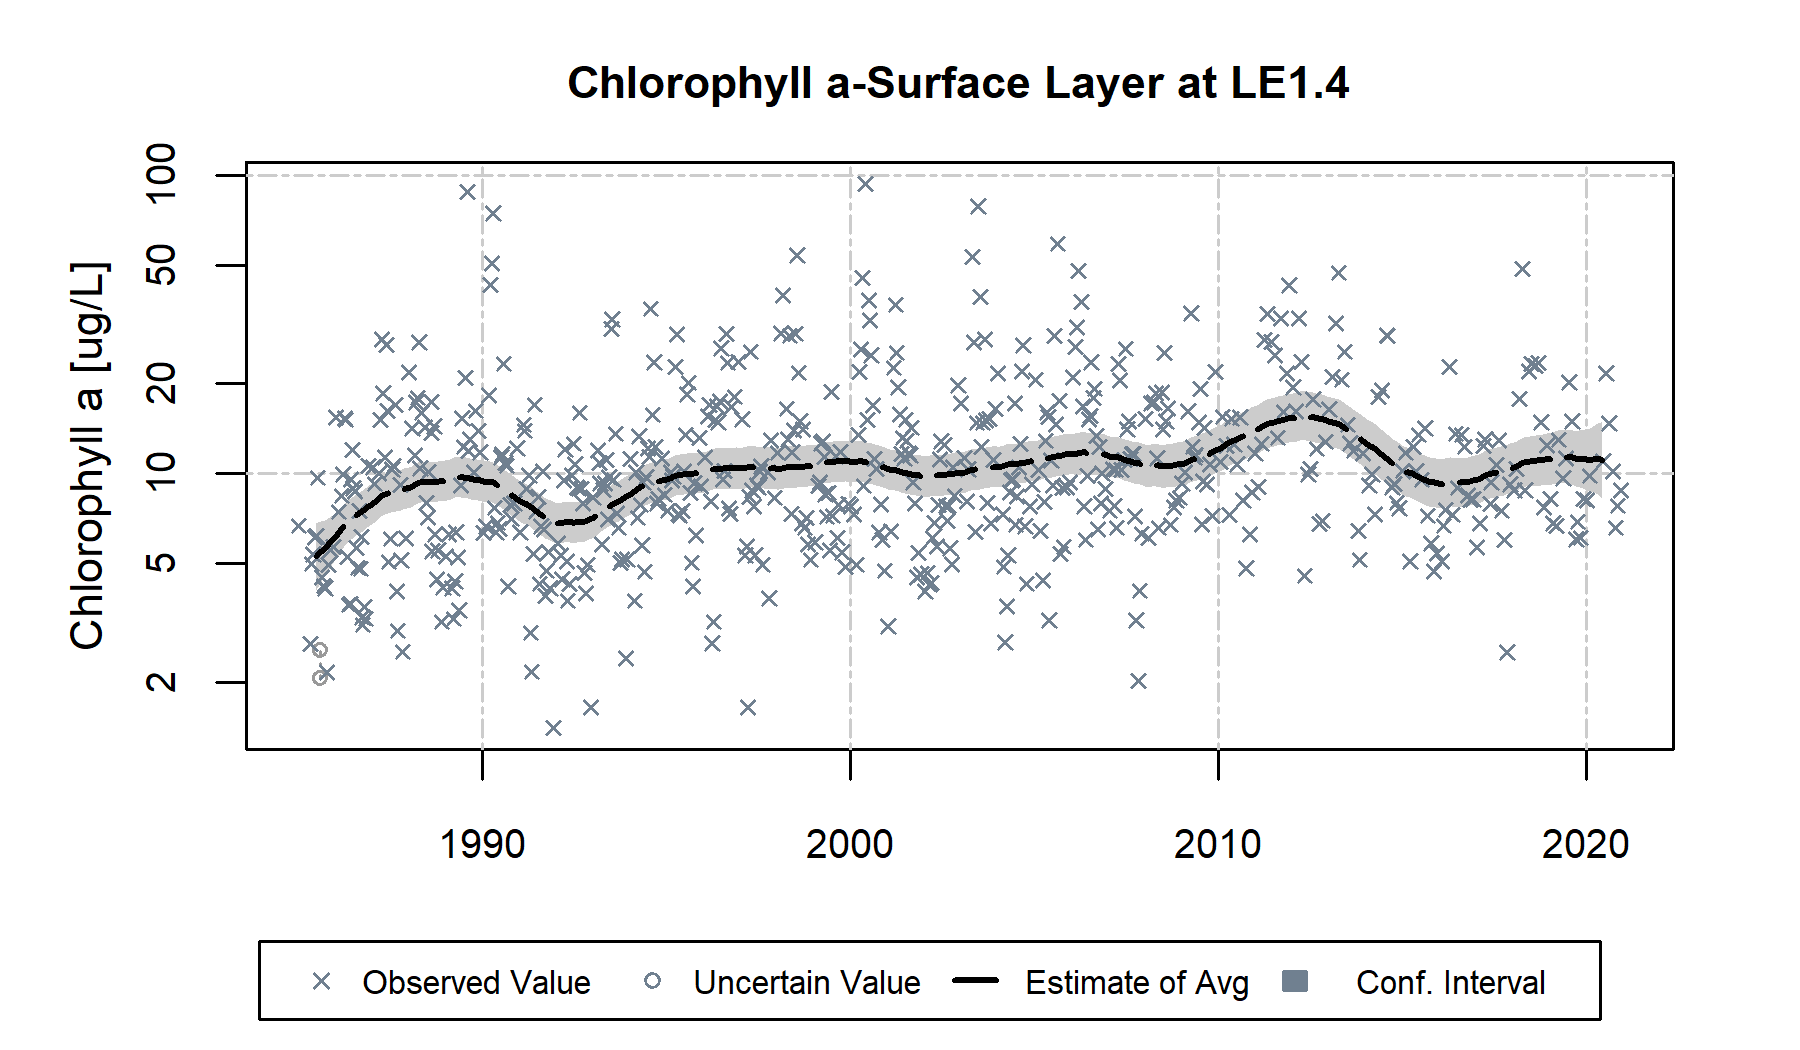 Chlorophyll a-Surface Layer at LE1.4
Chlorophyll a [ug/L]
100
50
20
10
5
2
1990 2000 2010 2020
Observed Value Uncertain Value Estimate of Avg Conf. Interval